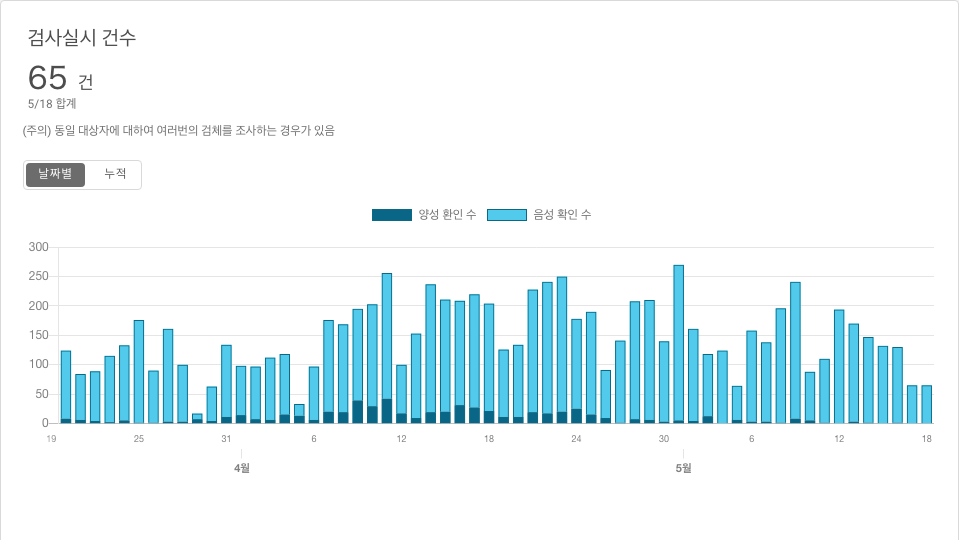 검사실시 건수
65 건
5/18 합계
(주의) 동일 대상자에 대하여 여러번의 검체를 조사하는 경우가 있음
날짜별 누적
양성 환인 수 음성 확인 수
300
250
200
150
100
50
0
19 25 31 6 12 18 24 30 6 12 18
4월 5월